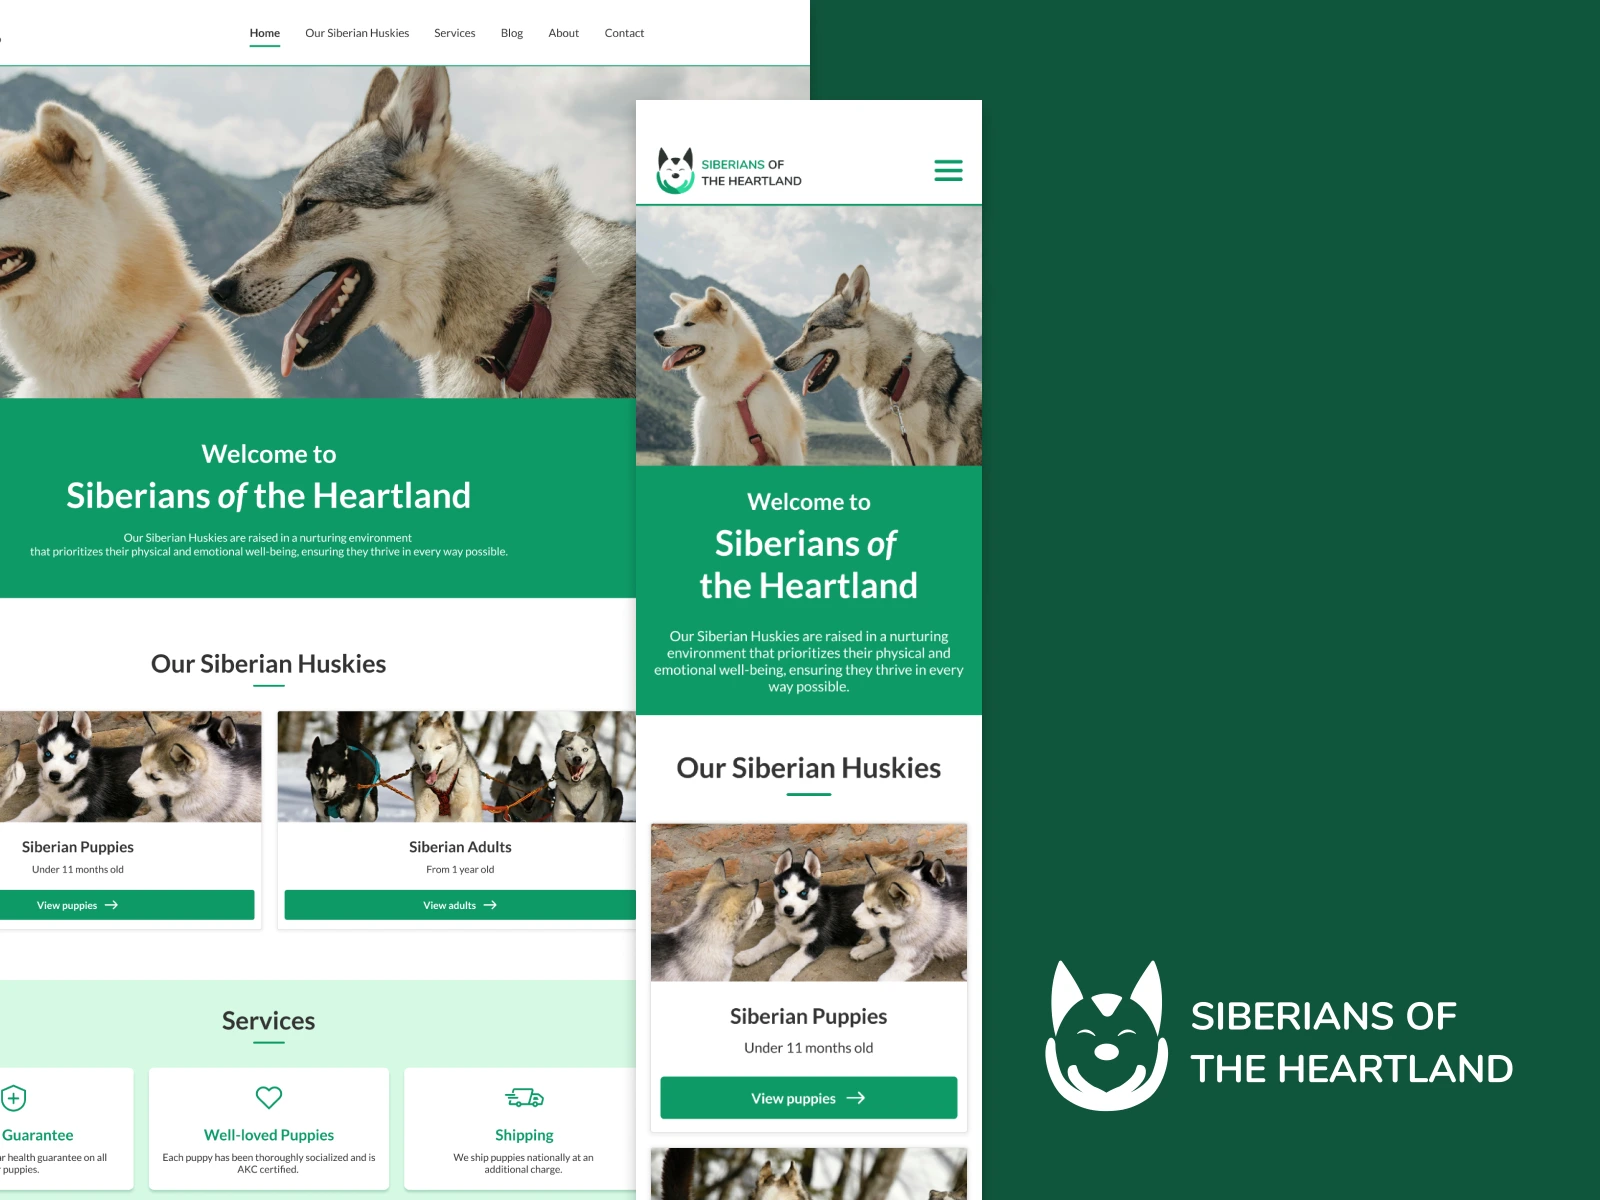 Home
Our Siberian Huskies
Services
Blog
About
Contact
Welcome to
Siberians of the Heartland
Our Siberian Huskies are raised in a nurturing environment
that prioritizes their physical and emotional well-being, ensuring they thrive in every way possible.
Our Siberian Huskies
Siberian Puppies
Under 11 months old
View puppies
Siberian Adults
From 1 year old
View adults
Services
Guarantee
health guarantee on all
puppies.
Well-loved Puppies
Each puppy has been thoroughly socialized and is
AKC certified.
Shipping
We ship puppies nationally at an
additional charge.
SIBERIANS OF
THE HEARTLAND
Welcome to
Siberians of
the Heartland
Our Siberian Huskies are raised in a nurturing
environment that prioritizes their physical and
emotional well-being, ensuring they thrive in every
way possible.
Our Siberian Huskies
Siberian Puppies
Under 11 months old
View puppies
SIBERIANS OF
THE HEARTLAND